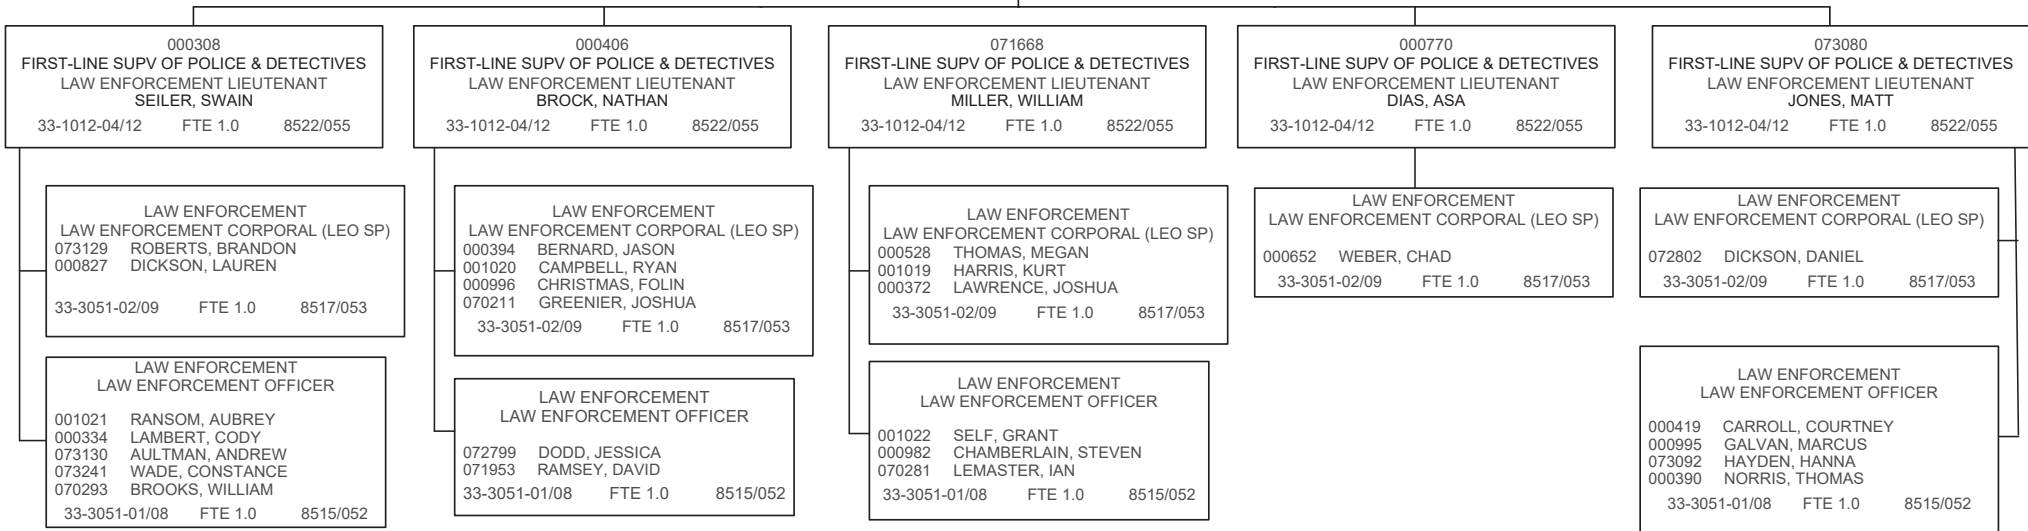 000308
FIRST-LINE SUPV OF POLICE & DETECTIVES
LAW ENFORCEMENT LIEUTENANT
SEILER, SWAIN
33-1012-04/12 FTE 1.0 8522/055
LAW ENFORCEMENT
LAW ENFORCEMENT CORPORAL (LEO SP)
073129 ROBERTS, BRANDON
000827 DICKSON, LAUREN
33-3051-02/09 FTE 1.0 8517/053
LAW ENFORCEMENT
LAW ENFORCEMENT OFFICER
001021 RANSOM, AUBREY
000334 LAMBERT, CODY
073130 AULTMAN, ANDREW
073241 WADE, CONSTANCE
070293 BROOKS, WILLIAM
33-3051-01/08 FTE 1.0 8515/052
000406
FIRST-LINE SUPV OF POLICE & DETECTIVES
LAW ENFORCEMENT LIEUTENANT
BROCK, NATHAN
33-1012-04/12 FTE 1.0 8522/055
LAW ENFORCEMENT
LAW ENFORCEMENT CORPORAL (LEO SP)
000394 BERNARD, JASON
001020 CAMPBELL, RYAN
000996 CHRISTMAS, FOLIN
070211 GREENIER, JOSHUA
33-3051-02/09 FTE 1.0 8517/053
LAW ENFORCEMENT
LAW ENFORCEMENT OFFICER
072799 DODD, JESSICA
071953 RAMSEY, DAVID
33-3051-01/08 FTE 1.0 8515/052
071668
FIRST-LINE SUPV OF POLICE & DETECTIVES
LAW ENFORCEMENT LIEUTENANT
MILLER, WILLIAM
33-1012-04/12 FTE 1.0 8522/055
LAW ENFORCEMENT
LAW ENFORCEMENT CORPORAL (LEO SP)
000528 THOMAS, MEGAN
001019 HARRIS, KURT
000372 LAWRENCE, JOSHUA
33-3051-02/09 FTE 1.0 8517/053
LAW ENFORCEMENT
LAW ENFORCEMENT OFFICER
001022 SELF, GRANT
000982 CHAMBERLAIN, STEVEN
070281 LEMASTER, IAN
33-3051-01/08 FTE 1.0 8515/052
000770
FIRST-LINE SUPV OF POLICE & DETECTIVES
LAW ENFORCEMENT LIEUTENANT
DIAS, ASA
33-1012-04/12 FTE 1.0 8522/055
LAW ENFORCEMENT
LAW ENFORCEMENT CORPORAL (LEO SP)
000652 WEBER, CHAD
33-3051-02/09 FTE 1.0 8517/053
073080
FIRST-LINE SUPV OF POLICE & DETECTIVES
LAW ENFORCEMENT LIEUTENANT
JONES, MATT
33-1012-04/12 FTE 1.0 8522/055
LAW ENFORCEMENT
LAW ENFORCEMENT CORPORAL (LEO SP)
072802 DICKSON, DANIEL
33-3051-02/09 FTE 1.0 8517/053
LAW ENFORCEMENT
LAW ENFORCEMENT OFFICER
000419 CARROLL, COURTNEY
000995 GALVAN, MARCUS
073092 HAYDEN, HANNA
000390 NORRIS, THOMAS
33-3051-01/08 FTE 1.0 8515/052